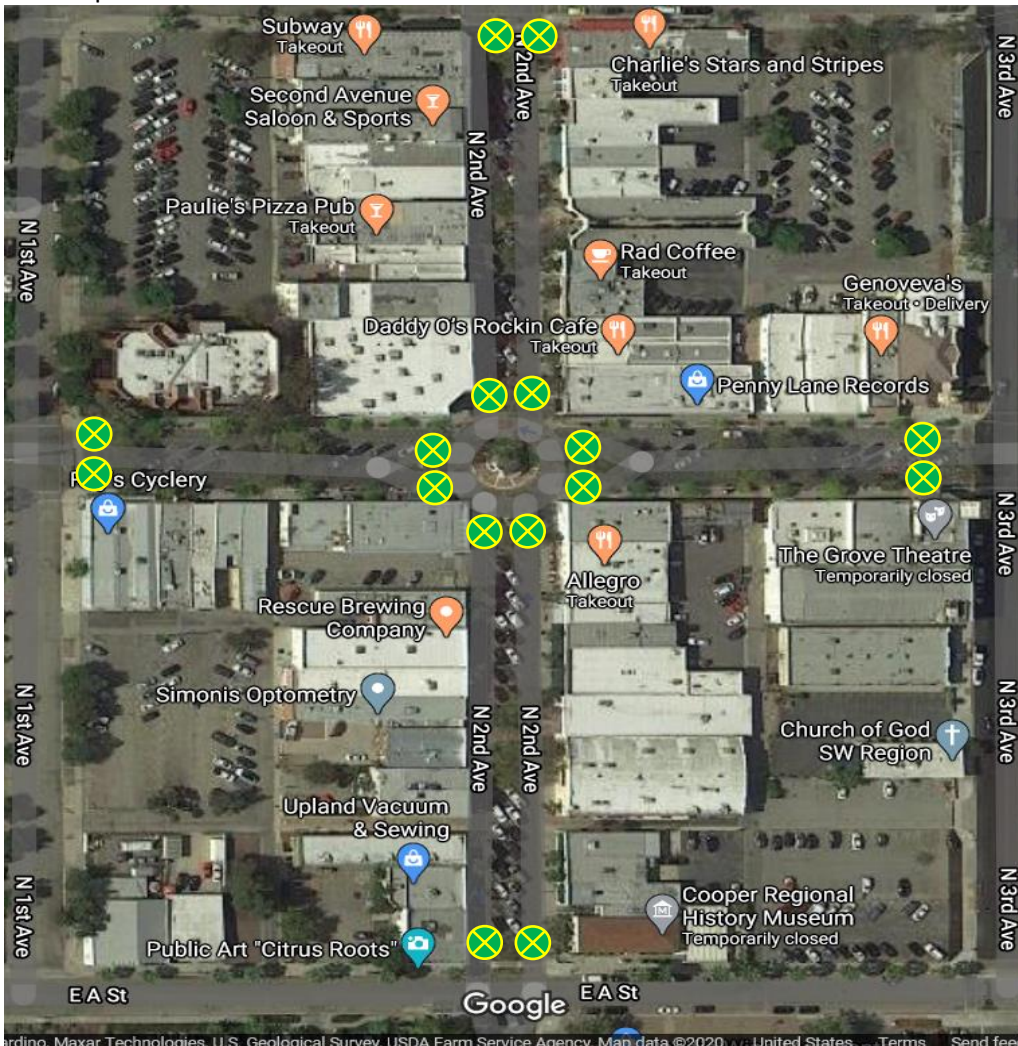 Subway
Takeout
N 2nd Ave
Charlie's Stars and Stripes
Takeout
N 3rd Ave
Second Avenue
Saloon & Sports
N 2nd Ave
Paulie's Pizza Pub
Takeout
N 1st Ave
Rad Coffee
Takeout
Genoveva's
Takeout • Delivery
Daddy O's Rockin Cafe
Takeout
Penny Lane Records
s Cyclery
N 3rd Ave
The Grove Theatre
Temporarily closed
Allegro
Takeout
Rescue Brewing
Company
Simonis Optometry
N 1st Ave
N 2nd Ave
N 2nd Ave
N 3rd Ave
Church of God
SW Region
Upland Vacuum
& Sewing
N 1st Ave
N 3rd Ave
Cooper Regional
History Museum
Temporarily closed
Public Art "Citrus Roots"
E A St
Google
E A St
ardino, Maxar Technologies, U.S. Geological Survey, USDA Farm Service Agency, Map data ©2020 United States Terms Send fee